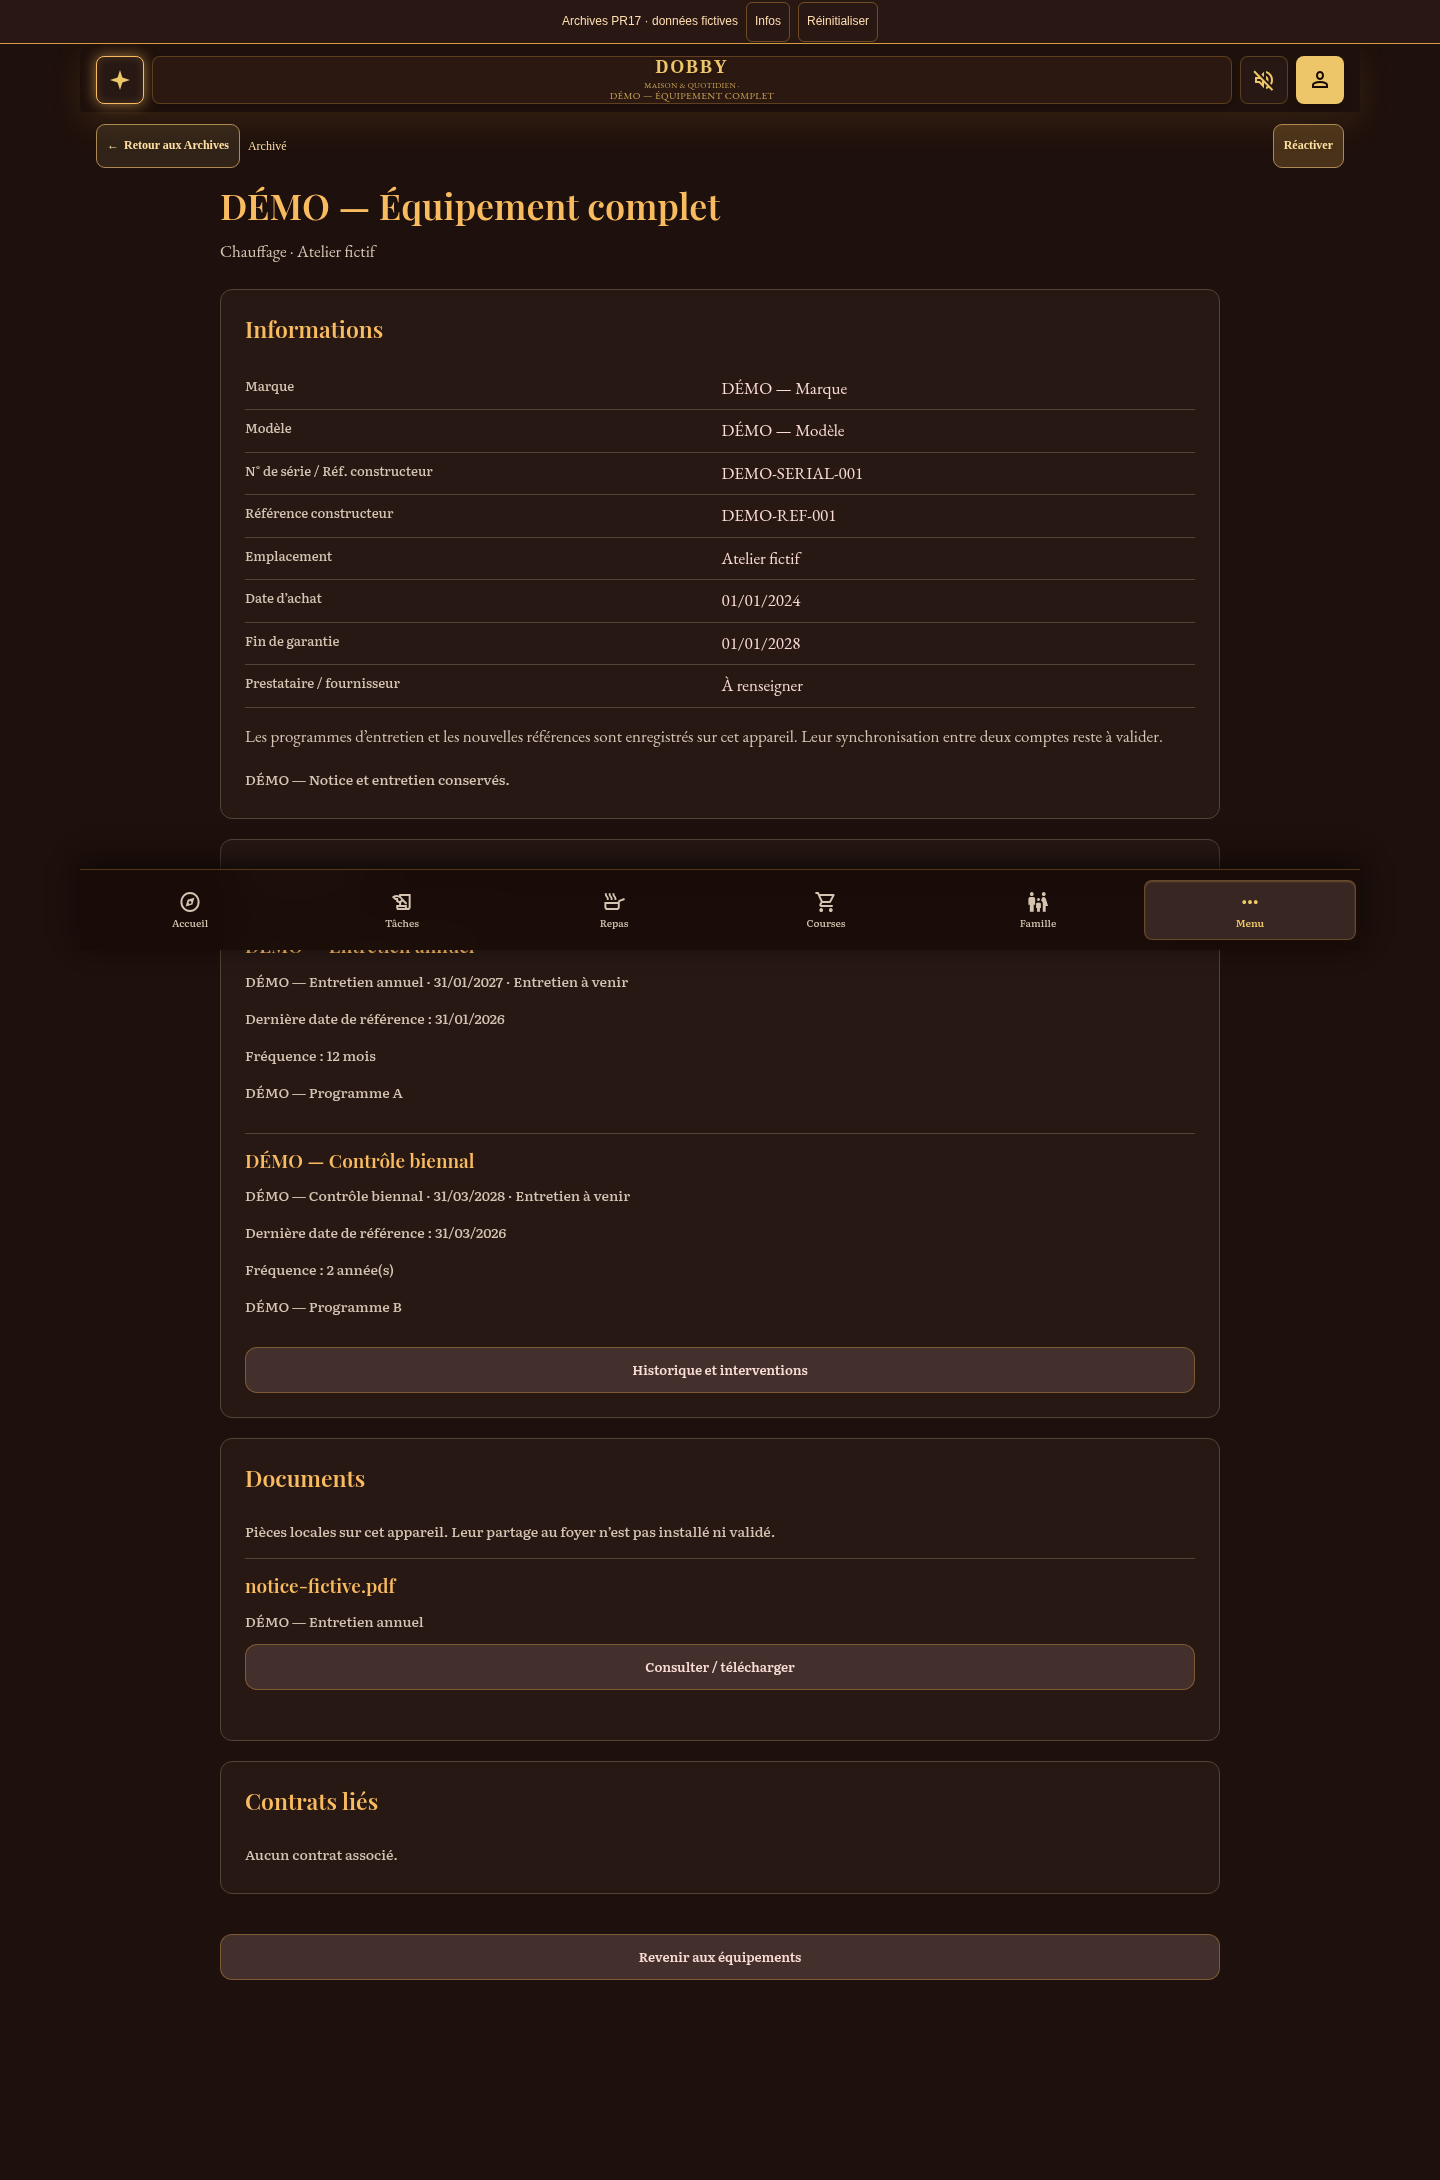 Archives PR17 · données fictives Infos Réinitialiser
DOBBY
MAISON & QUOTIDIEN ·
DÉMO — ÉQUIPEMENT COMPLET
← Retour aux Archives Archivé Réactiver
DÉMO — Équipement complet
Chauffage · Atelier fictif
Informations
Marque DÉMO — Marque
Modèle DÉMO — Modèle
N° de série / Réf. constructeur DEMO-SERIAL-001
Référence constructeur DEMO-REF-001
Emplacement Atelier fictif
Date d’achat 01/01/2024
Fin de garantie 01/01/2028
Prestataire / fournisseur À renseigner
Les programmes d’entretien et les nouvelles références sont enregistrés sur cet appareil. Leur synchronisation entre deux comptes reste à valider.
DÉMO — Notice et entretien conservés.
Accueil Tâches Repas Courses Famille Menu
DÉMO — Entretien annuel
DÉMO — Entretien annuel · 31/01/2027 · Entretien à venir
Dernière date de référence : 31/01/2026
Fréquence : 12 mois
DÉMO — Programme A
DÉMO — Contrôle biennal
DÉMO — Contrôle biennal · 31/03/2028 · Entretien à venir
Dernière date de référence : 31/03/2026
Fréquence : 2 année(s)
DÉMO — Programme B
Historique et interventions
Documents
Pièces locales sur cet appareil. Leur partage au foyer n’est pas installé ni validé.
notice-fictive.pdf
DÉMO — Entretien annuel
Consulter / télécharger
Contrats liés
Aucun contrat associé.
Revenir aux équipements